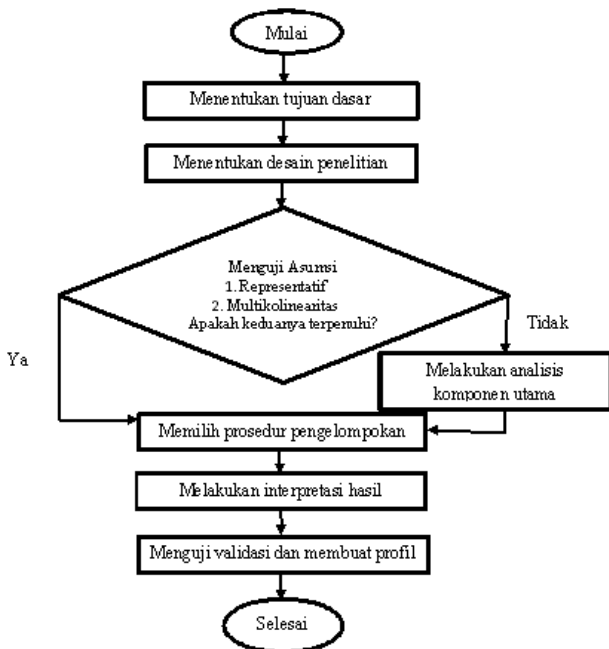 Mulai
Menentukan tujuan dasar
Menentukan desain penelitian
Menguji Asumsi
1. Representatif
2. Multikolinearitas
Apakah keduanya terpenuhi?
Tidak
Ya
Melakukan analisis
komponen utama
Memilih prosedur pengelompokan
Melakukan interpretasi hasil
Menguji validasi dan membuat profil
Selesai